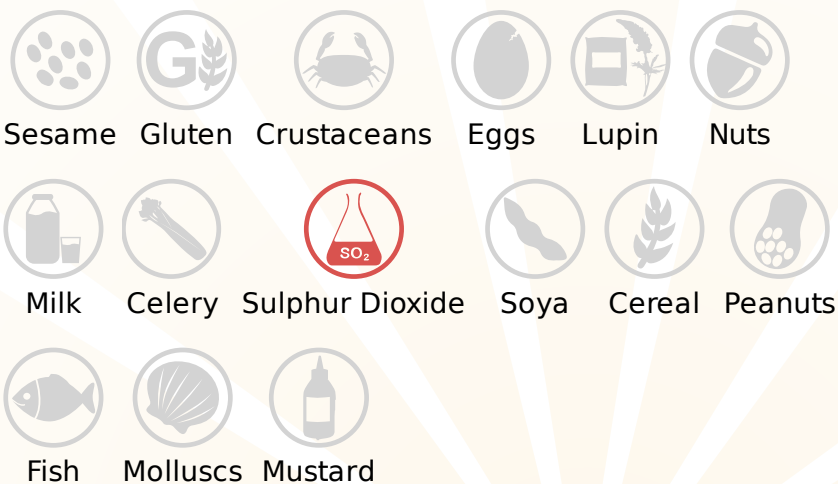 G
Sesame Gluten Crustaceans Eggs Lupin Nuts
SO₂
Milk Celery Sulphur Dioxide Soya Cereal Peanuts
Fish Molluscs Mustard